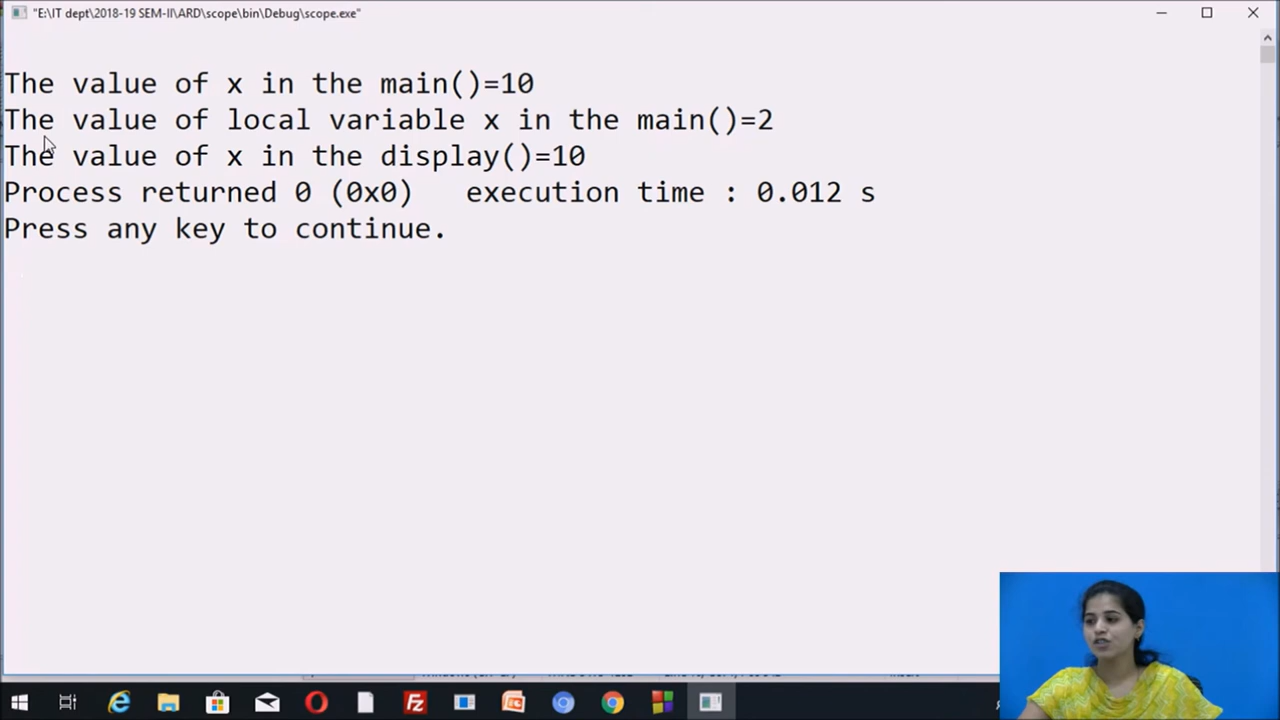 "E:\IT dept\2018-19 SEM-II\ARD\scope\bin\Debug\scope.exe"
The value of x in the main()=10
The value of local variable x in the main()=2
The value of x in the display()=10
Process returned 0 (0x0)   execution time : 0.012 s
Press any key to continue.